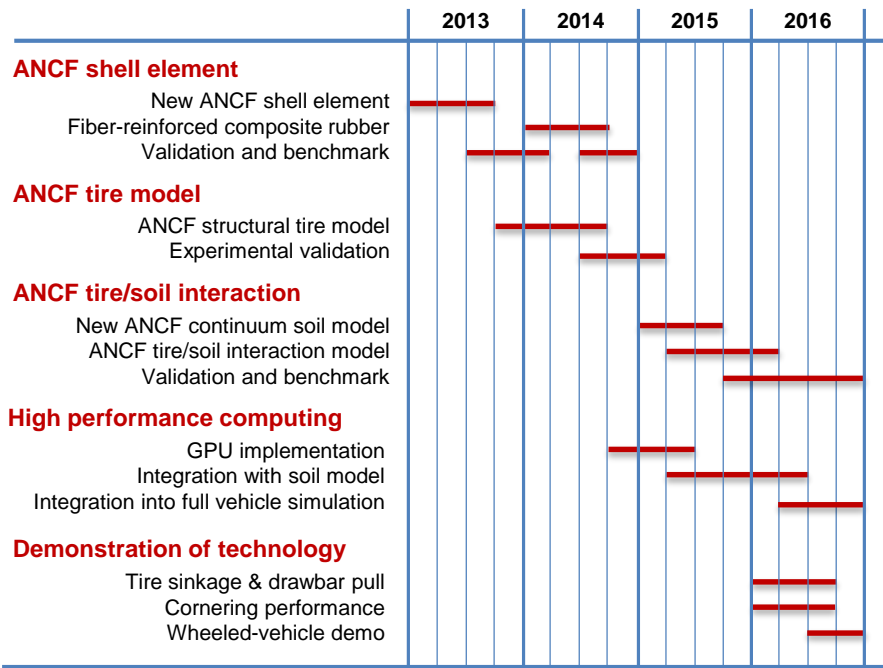 2013 2014 2015 2016
ANCF shell element
New ANCF shell element
Fiber-reinforced composite rubber
Validation and benchmark
ANCF tire model
ANCF structural tire model
Experimental validation
ANCF tire/soil interaction
New ANCF continuum soil model
ANCF tire/soil interaction model
Validation and benchmark
High performance computing
GPU implementation
Integration with soil model
Integration into full vehicle simulation
Demonstration of technology
Tire sinkage & drawbar pull
Cornering performance
Wheeled-vehicle demo